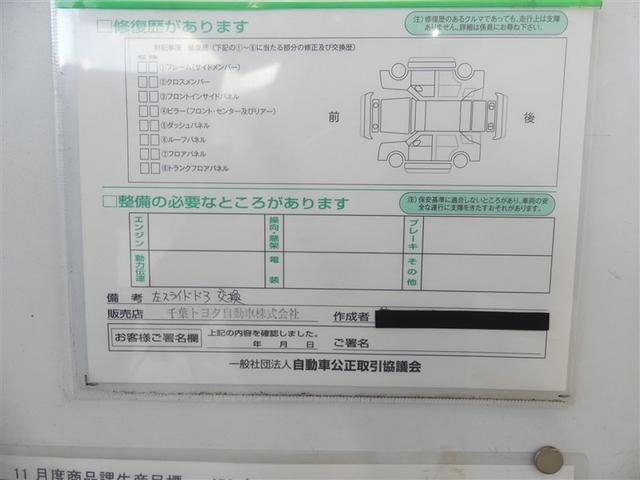 □修復歴があります
注）修復歴のあるクルマであっても、走行上は支障ありません。詳細は係員にお尋ね下さい。
特記事項 修復歴（下記の①～⑧に当たる部分の修正及び交換歴）
修正 交換
①フレーム（サイドメンバー）
②クロスメンバー
③フロントインサイドパネル
④ピラー（フロント・センター及びリアー）
⑤ダッシュパネル
⑥ルーフパネル
⑦フロアパネル
⑧トランクフロアパネル
前
後
□整備の必要なところがあります
注）保安基準に適合しないところがあり、車両の安全な運行に支障をきたすおそれがあります。
エンジン
操向・懸架
ブレーキ
動力伝達
電装
その他
備考 左スライドドア交換
販売店 千葉トヨタ自動車株式会社 作成者
お客様ご署名欄
上記の内容を確認しました。
年 月 日 ご署名
一般社団法人 自動車公正取引協議会
11月度商品課生産目標